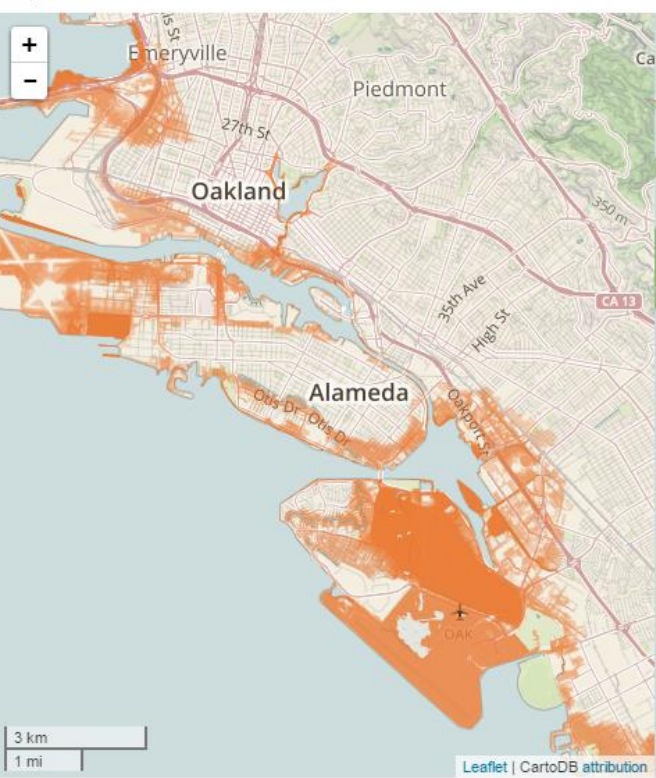 +
−
Emeryville
Piedmont
Ca
27th St
Oakland
350 m
35th Ave
High St
CA 13
Alameda
Otis Dr
Otis Dr
Oakport St
OAK
3 km
1 mi
Leaflet | CartoDB attribution